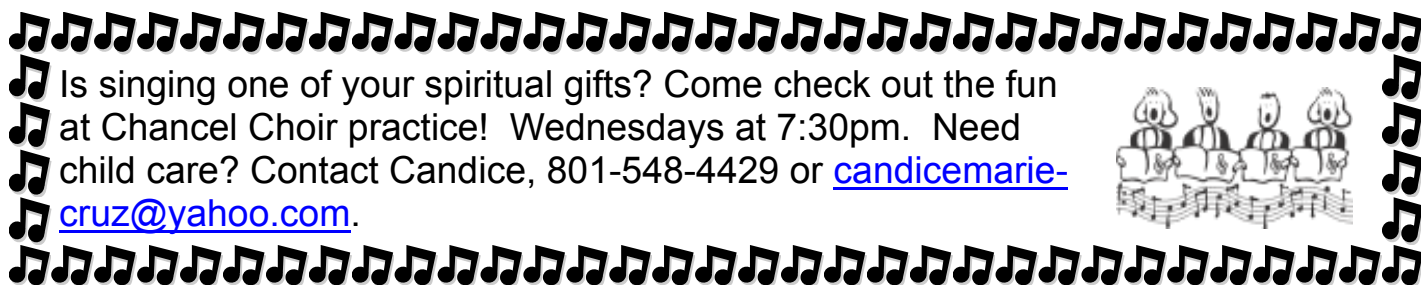 Is singing one of your spiritual gifts? Come check out the fun
at Chancel Choir practice!  Wednesdays at 7:30pm.  Need
child care? Contact Candice, 801-548-4429 or candicemarie-
cruz@yahoo.com.